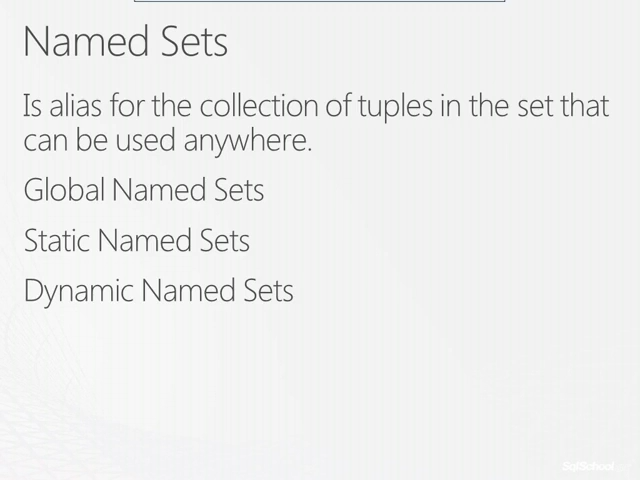 Named Sets
Is alias for the collection of tuples in the set that
can be used anywhere.
Global Named Sets
Static Named Sets
Dynamic Named Sets
SqlSchool